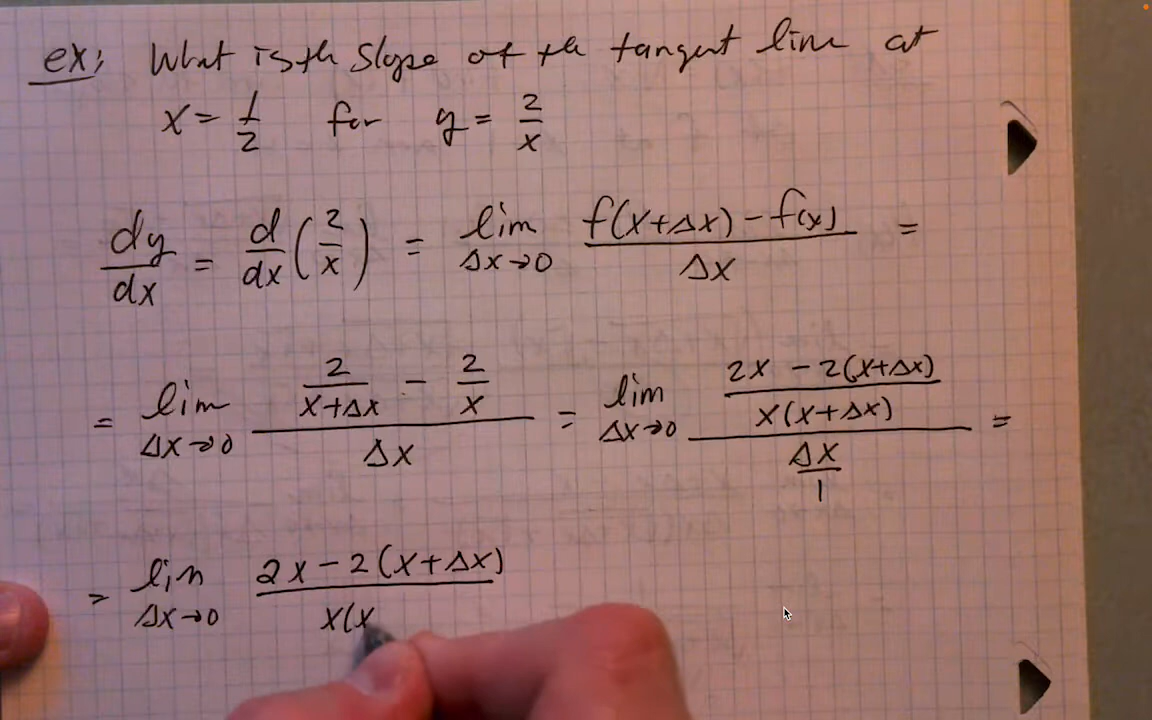 ex: What is th slope of th tangent line at
x = 1/2 for y = 2/x
dy/dx = d/dx (2/x) = lim Δx→0 (f(x+Δx) − f(x))/Δx =
= lim Δx→0 (2/(x+Δx) − 2/x)/Δx = lim Δx→0 ((2x − 2(x+Δx))/(x(x+Δx)))/(Δx/1) =
= lim Δx→0 (2x − 2(x+Δx))/(x(x